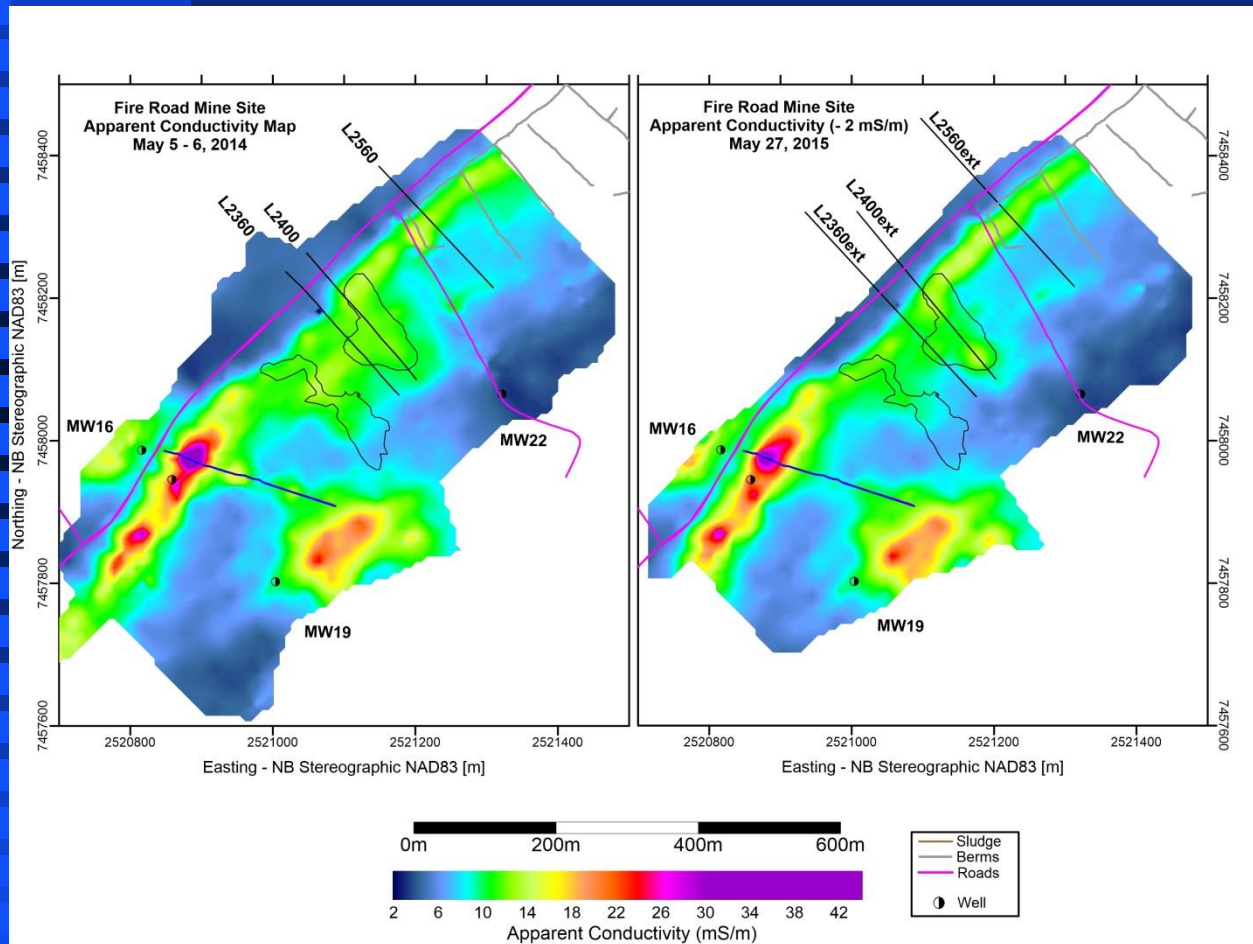 Fire Road Mine Site
Apparent Conductivity Map
May 5 - 6, 2014
L2560
L2360
L2400
MW16
MW22
MW19
7458400
7458200
7458000
7457800
7457600
Northing - NB Stereographic NAD83 [m]
2520800
2521000
2521200
2521400
Easting - NB Stereographic NAD83 [m]
Fire Road Mine Site
Apparent Conductivity (- 2 mS/m)
May 27, 2015
L2560ext
L2400ext
L2360ext
MW16
MW22
MW19
7458400
7458200
7458000
7457800
7457600
Northing - NB Stereographic NAD83 [m]
2520800
2521000
2521200
2521400
Easting - NB Stereographic NAD83 [m]
0m 200m 400m 600m
2 6 10 14 18 22 26 30 34 38 42
Apparent Conductivity (mS/m)
Sludge
Berms
Roads
Well